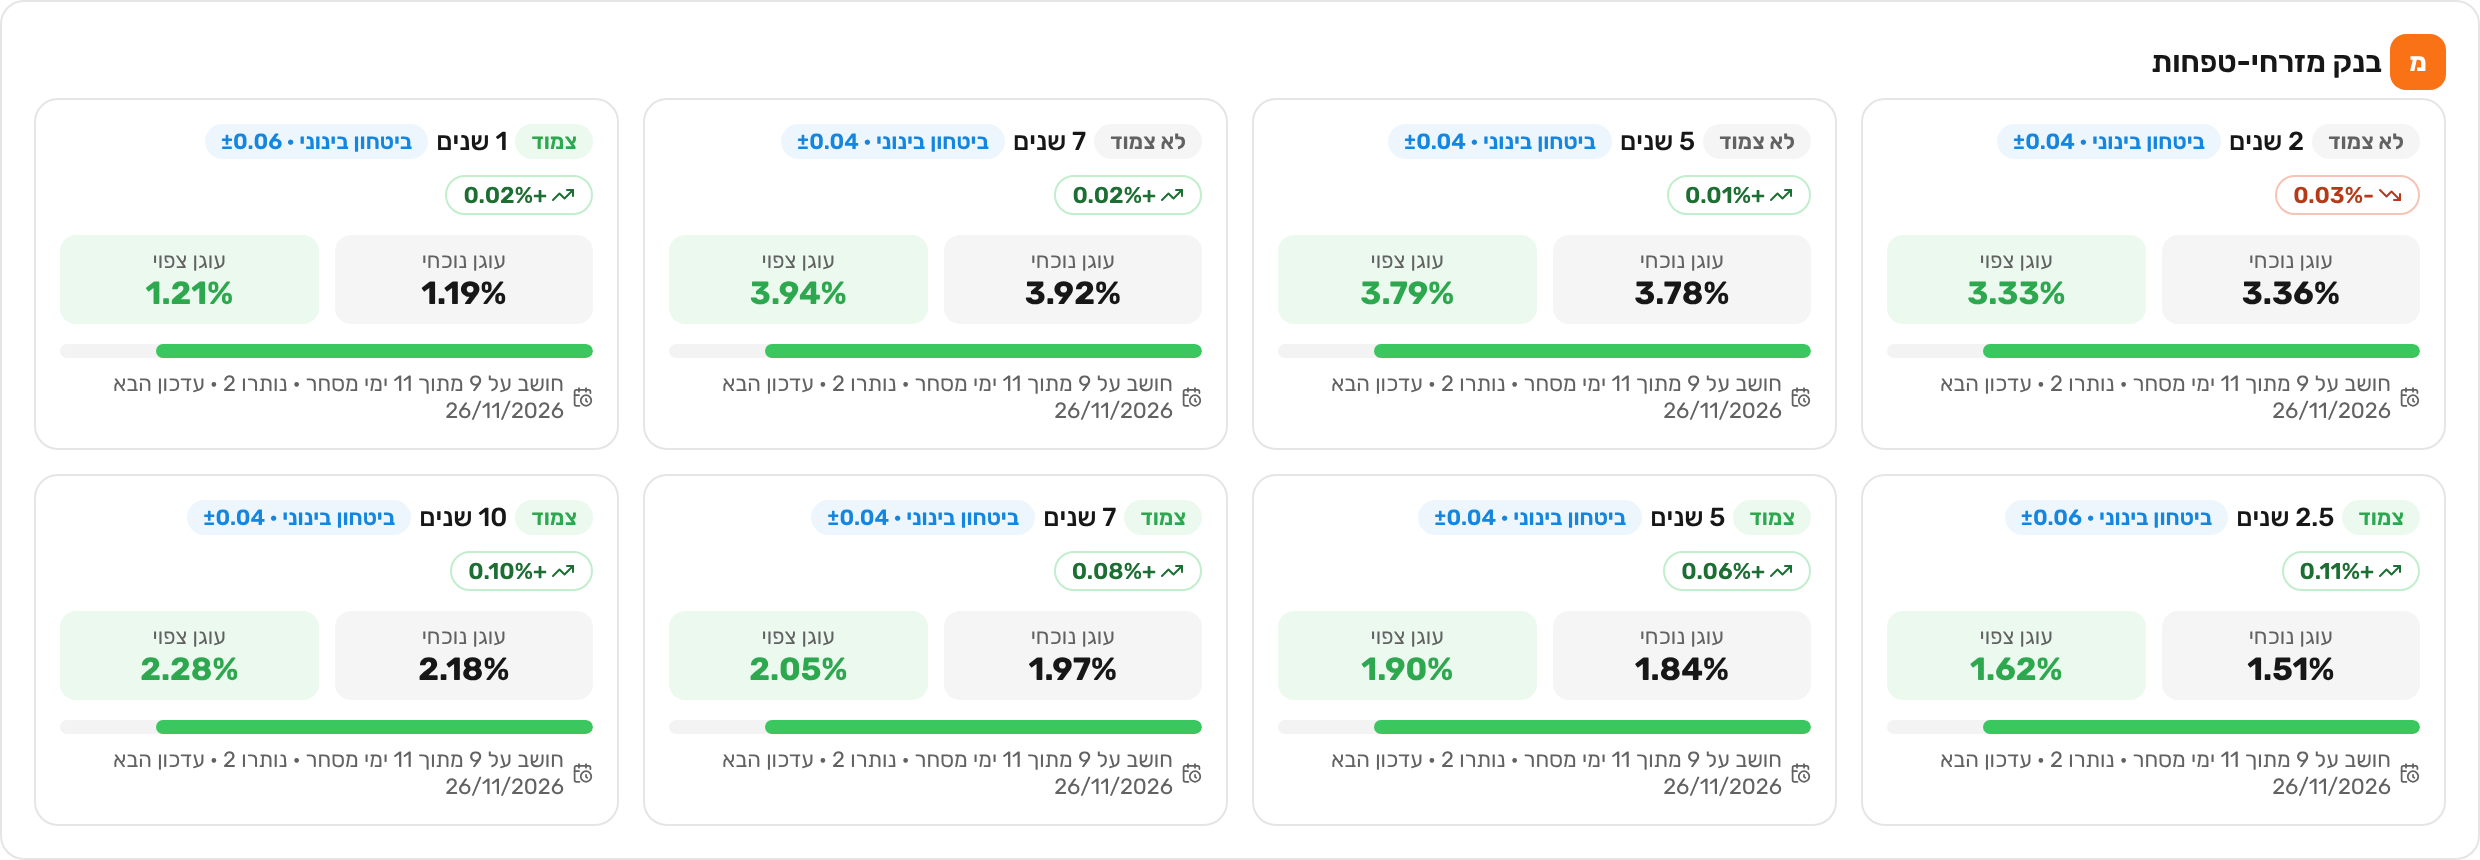 מ
בנק מזרחי-טפחות
לא צמוד 2 שנים ביטחון בינוני • ±0.04
-0.03%
עוגן נוכחי
3.36%
עוגן צפוי
3.33%
חושב על 9 מתוך 11 ימי מסחר • נותרו 2 • עדכון הבא
26/11/2026
לא צמוד 5 שנים ביטחון בינוני • ±0.04
+0.01%
עוגן נוכחי
3.78%
עוגן צפוי
3.79%
חושב על 9 מתוך 11 ימי מסחר • נותרו 2 • עדכון הבא
26/11/2026
לא צמוד 7 שנים ביטחון בינוני • ±0.04
+0.02%
עוגן נוכחי
3.92%
עוגן צפוי
3.94%
חושב על 9 מתוך 11 ימי מסחר • נותרו 2 • עדכון הבא
26/11/2026
צמוד 1 שנים ביטחון בינוני • ±0.06
+0.02%
עוגן נוכחי
1.19%
עוגן צפוי
1.21%
חושב על 9 מתוך 11 ימי מסחר • נותרו 2 • עדכון הבא
26/11/2026
צמוד 2.5 שנים ביטחון בינוני • ±0.06
+0.11%
עוגן נוכחי
1.51%
עוגן צפוי
1.62%
חושב על 9 מתוך 11 ימי מסחר • נותרו 2 • עדכון הבא
26/11/2026
צמוד 5 שנים ביטחון בינוני • ±0.04
+0.06%
עוגן נוכחי
1.84%
עוגן צפוי
1.90%
חושב על 9 מתוך 11 ימי מסחר • נותרו 2 • עדכון הבא
26/11/2026
צמוד 7 שנים ביטחון בינוני • ±0.04
+0.08%
עוגן נוכחי
1.97%
עוגן צפוי
2.05%
חושב על 9 מתוך 11 ימי מסחר • נותרו 2 • עדכון הבא
26/11/2026
צמוד 10 שנים ביטחון בינוני • ±0.04
+0.10%
עוגן נוכחי
2.18%
עוגן צפוי
2.28%
חושב על 9 מתוך 11 ימי מסחר • נותרו 2 • עדכון הבא
26/11/2026